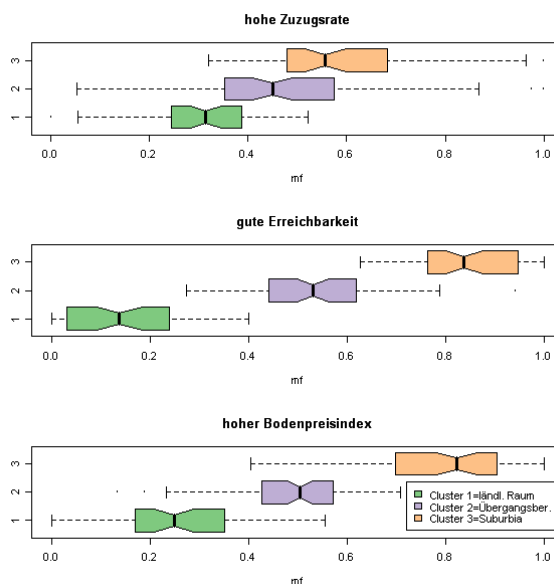 hohe Zuzugsrate
3
2
1
0.0 0.2 0.4 0.6 0.8 1.0
mf
gute Erreichbarkeit
3
2
1
0.0 0.2 0.4 0.6 0.8 1.0
mf
hoher Bodenpreisindex
3
2
1
Cluster 1=ländl. Raum
Cluster 2=Übergangsber.
Cluster 3=Suburbia
0.0 0.2 0.4 0.6 0.8 1.0
mf